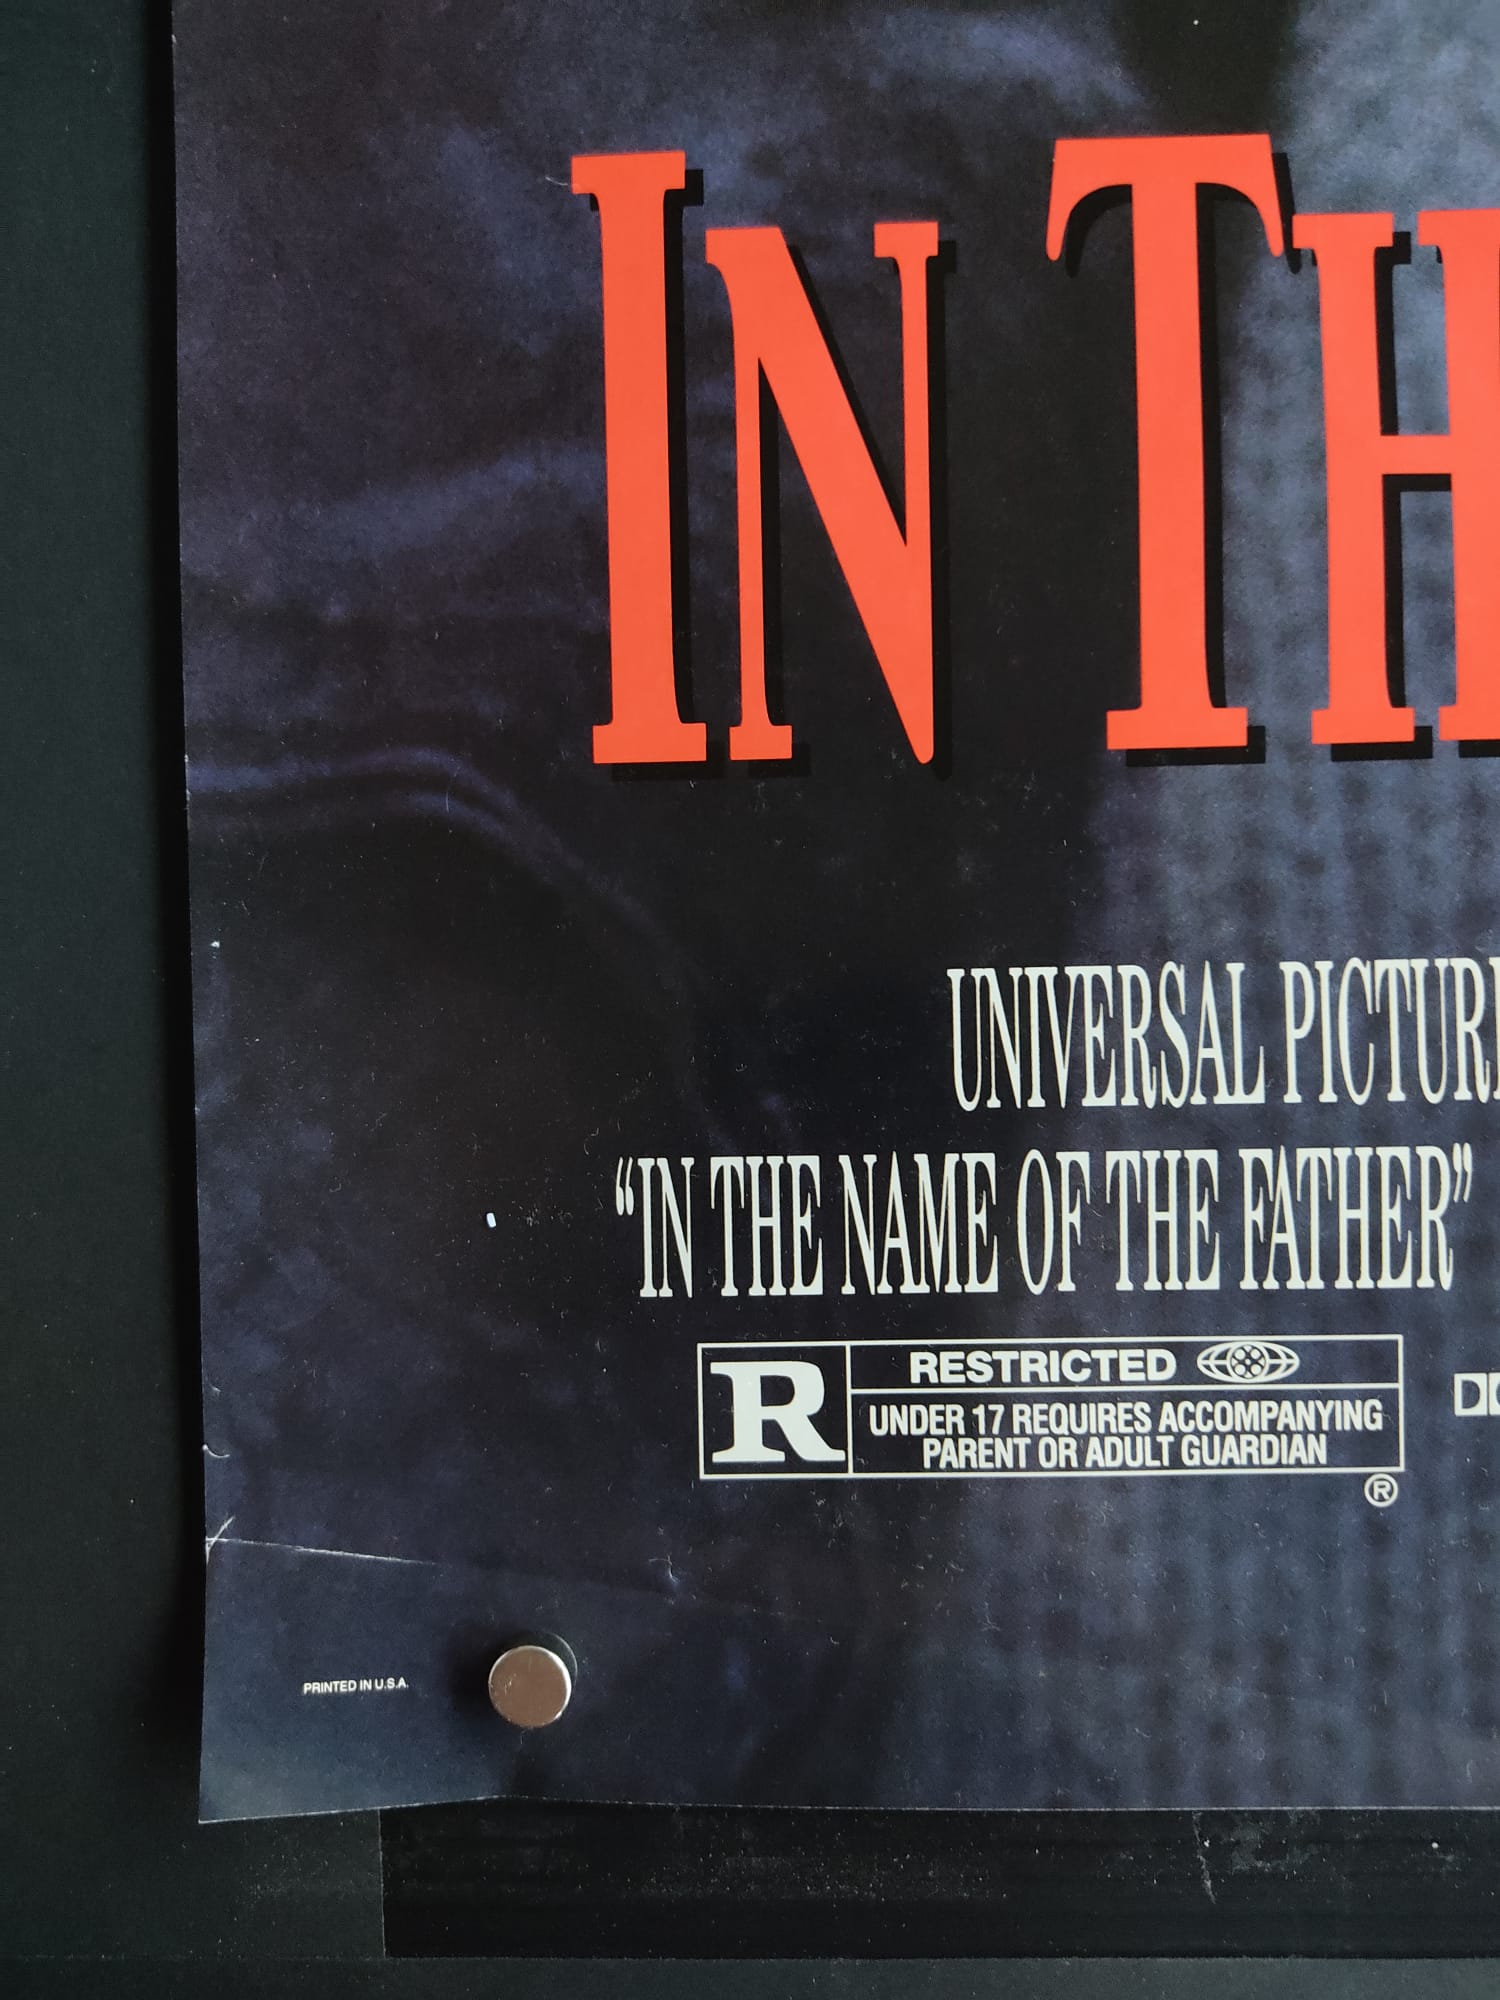 IN TH
UNIVERSAL PICTUR
"IN THE NAME OF THE FATHER"
R RESTRICTED
UNDER 17 REQUIRES ACCOMPANYING
PARENT OR ADULT GUARDIAN
®
PRINTED IN U.S.A.